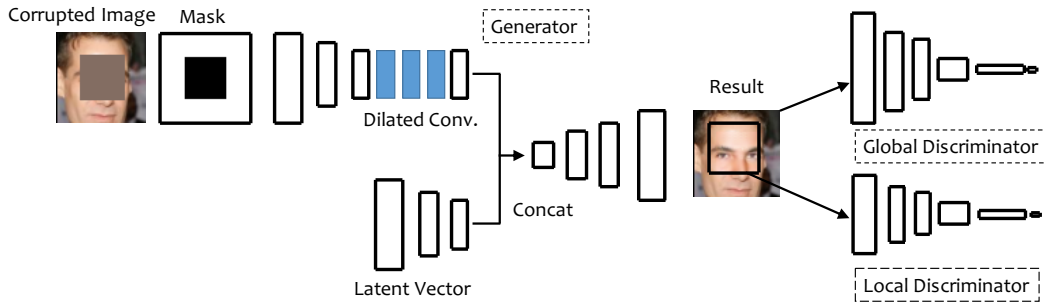 Corrupted Image
Mask
Generator
Dilated Conv.
Result
Concat
Latent Vector
Global Discriminator
Local Discriminator